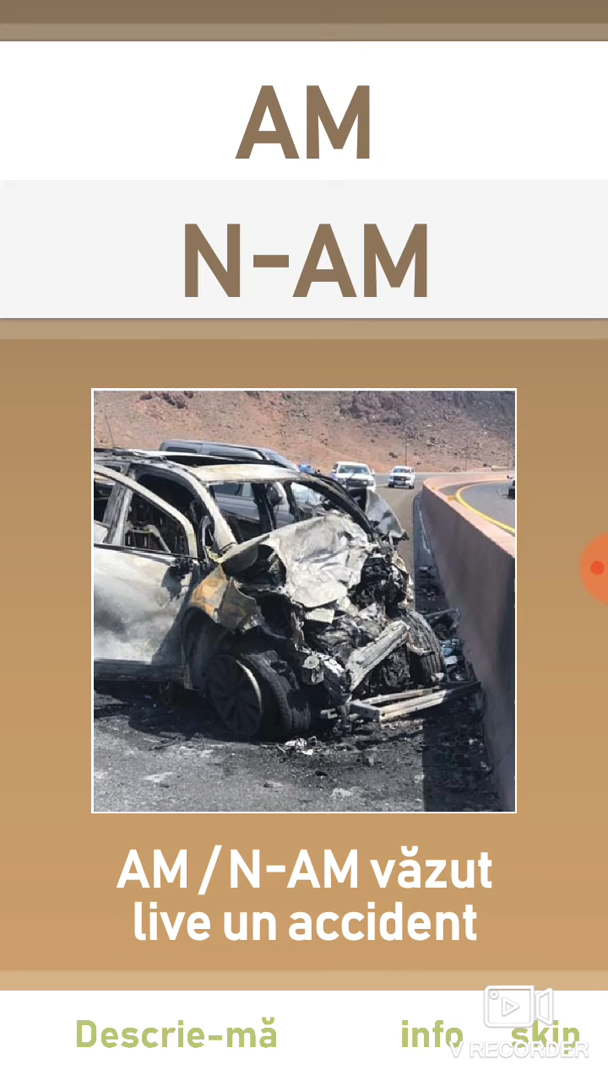 AM
N-AM
AM / N-AM văzut
live un accident
Descrie-mă info skip
V RECORDER